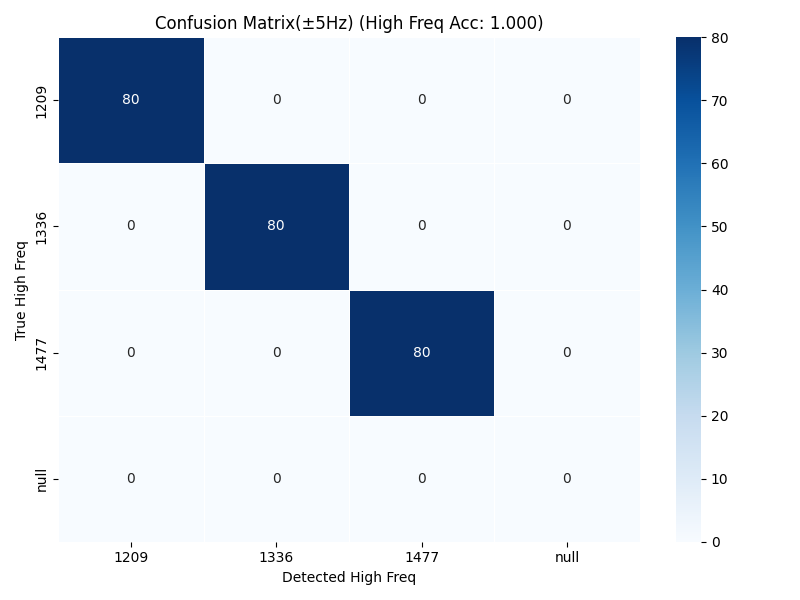 Confusion Matrix(±5Hz) (High Freq Acc: 1.000)
True High Freq
1209
80 0 0 0
1336
0 80 0 0
1477
0 0 80 0
null
0 0 0 0
1209 1336 1477 null
Detected High Freq
80
70
60
50
40
30
20
10
0